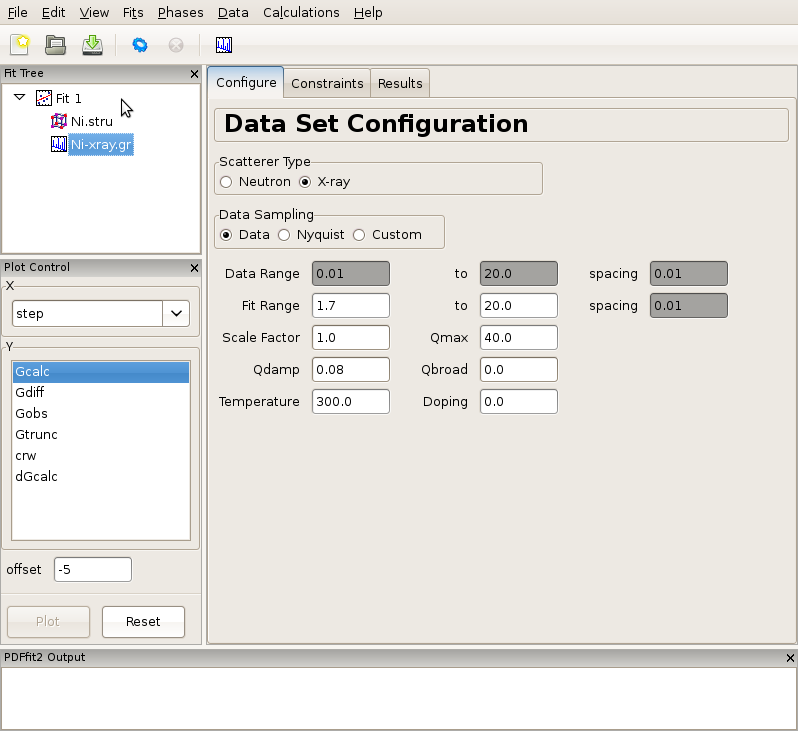 File Edit View Fits Phases Data Calculations Help
Fit Tree
Fit 1
Ni.stru
Ni-xray.gr
Plot Control
X
step
Y
Gcalc
Gdiff
Gobs
Gtrunc
crw
dGcalc
offset -5
Plot Reset
Configure Constraints Results
Data Set Configuration
Scatterer Type
Neutron X-ray
Data Sampling
Data Nyquist Custom
Data Range 0.01 to 20.0 spacing 0.01
Fit Range 1.7 to 20.0 spacing 0.01
Scale Factor 1.0 Qmax 40.0
Qdamp 0.08 Qbroad 0.0
Temperature 300.0 Doping 0.0
PDFfit2 Output